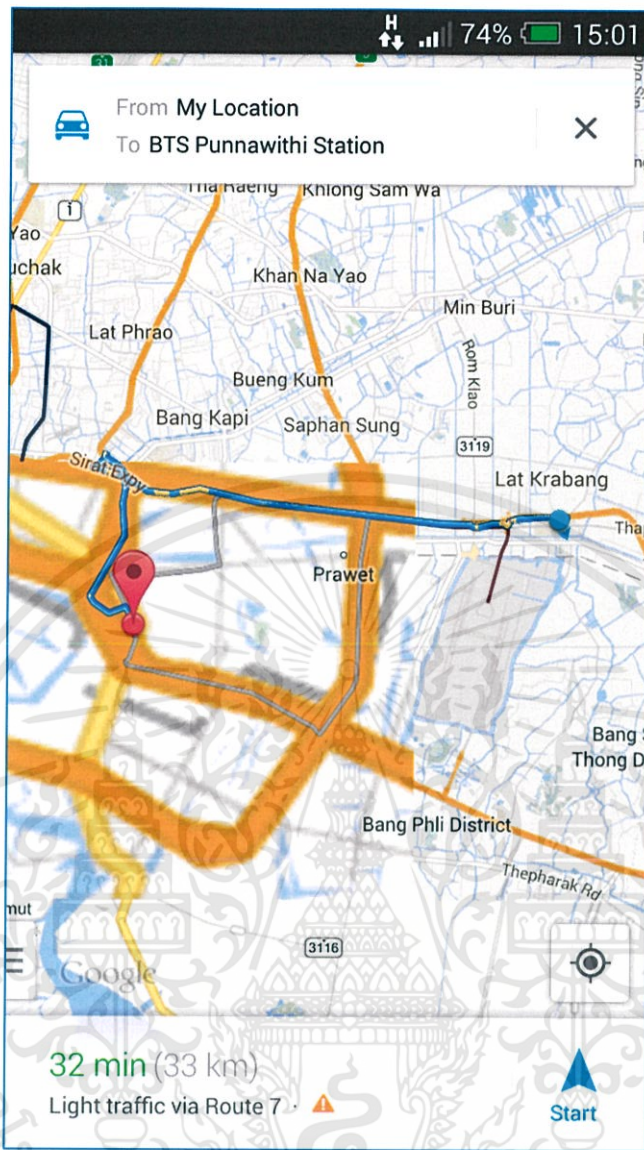 H 74% 15:01
31
From My Location
To BTS Punnawithi Station
Tha Raeng Khlong Sam Wa
1
Yao
uchak
Khan Na Yao
Min Buri
Lat Phrao
Rom Klao
Bueng Kum
Bang Kapi
Saphan Sung
3119
Sirat Expy
Lat Krabang
Tha
Prawet
Bang S
Thong D
Bang Phli District
Thepharak Rd
mut
3116
Google
32 min (33 km)
Light traffic via Route 7 ·
Start